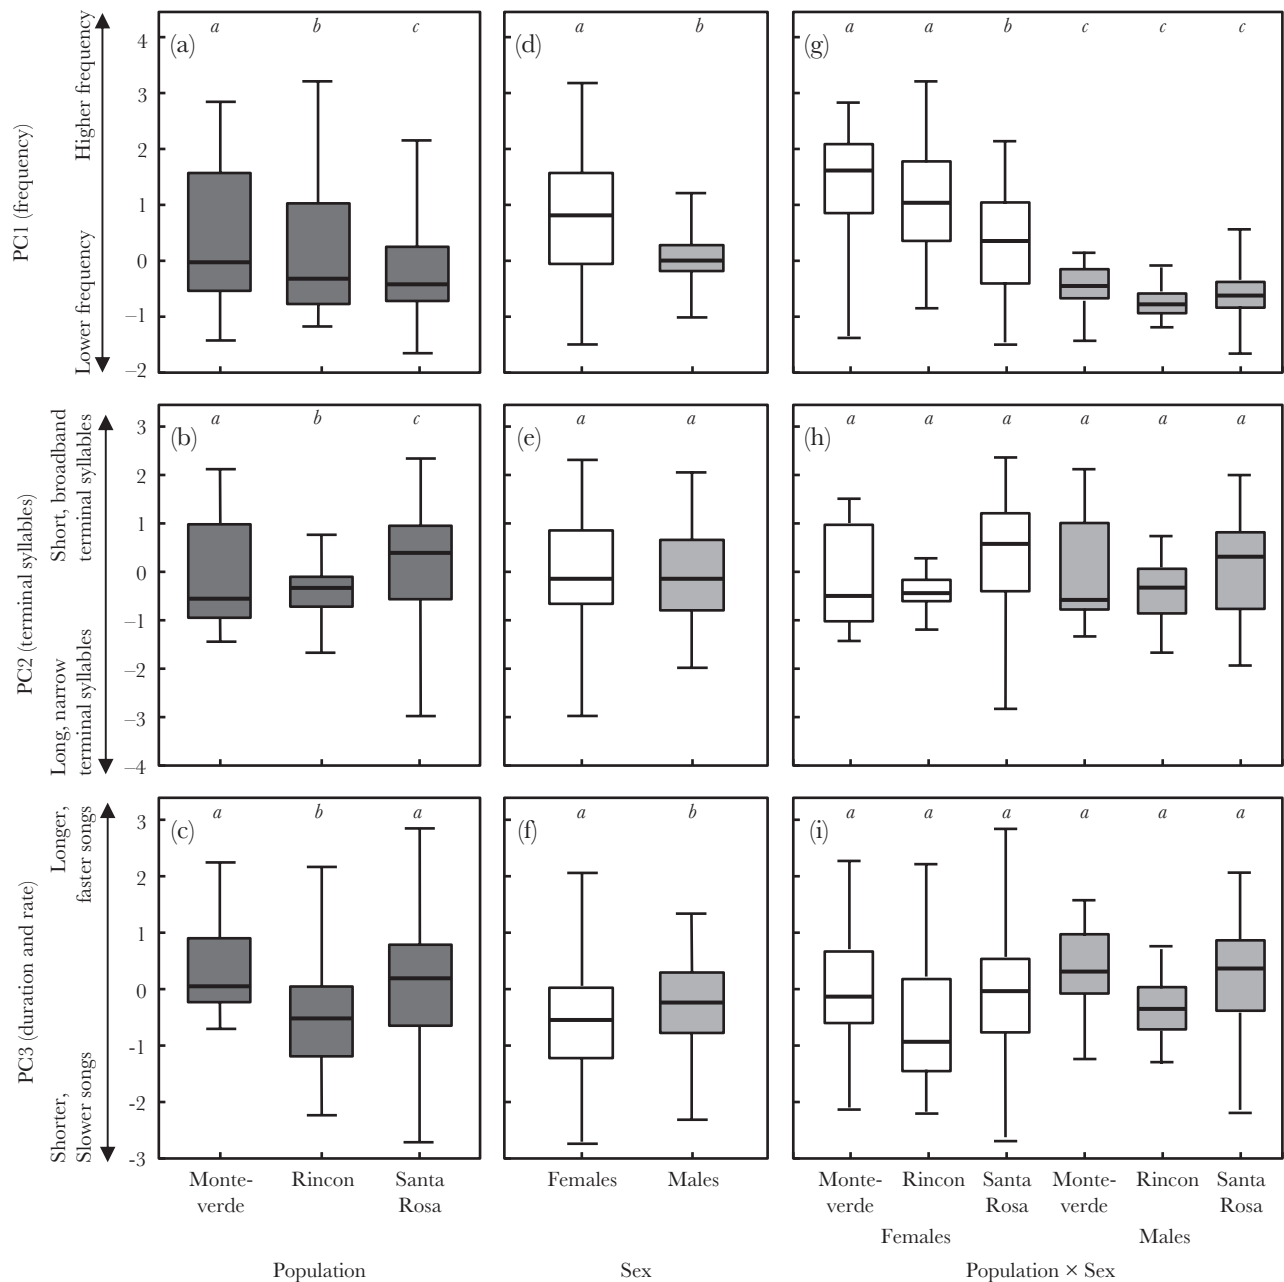 (a)
a
b
c
(d)
a
b
(g)
a
a
b
c
c
c
PC1 (frequency)
Higher frequency
Lower frequency
4
3
2
1
0
–1
–2
(b)
a
b
c
(e)
a
a
(h)
a
a
a
a
a
a
PC2 (terminal syllables)
Short, broadband
terminal syllables
Long, narrow
terminal syllables
3
2
1
0
–1
–2
–3
–4
(c)
a
b
a
(f)
a
b
(i)
a
a
a
a
a
a
PC3 (duration and rate)
Longer,
faster songs
Shorter,
Slower songs
3
2
1
0
-1
-2
-3
Monte-
verde
Rincon
Santa
Rosa
Females
Males
Monte-
verde
Rincon
Santa
Rosa
Monte-
verde
Rincon
Santa
Rosa
Females
Males
Population
Sex
Population × Sex